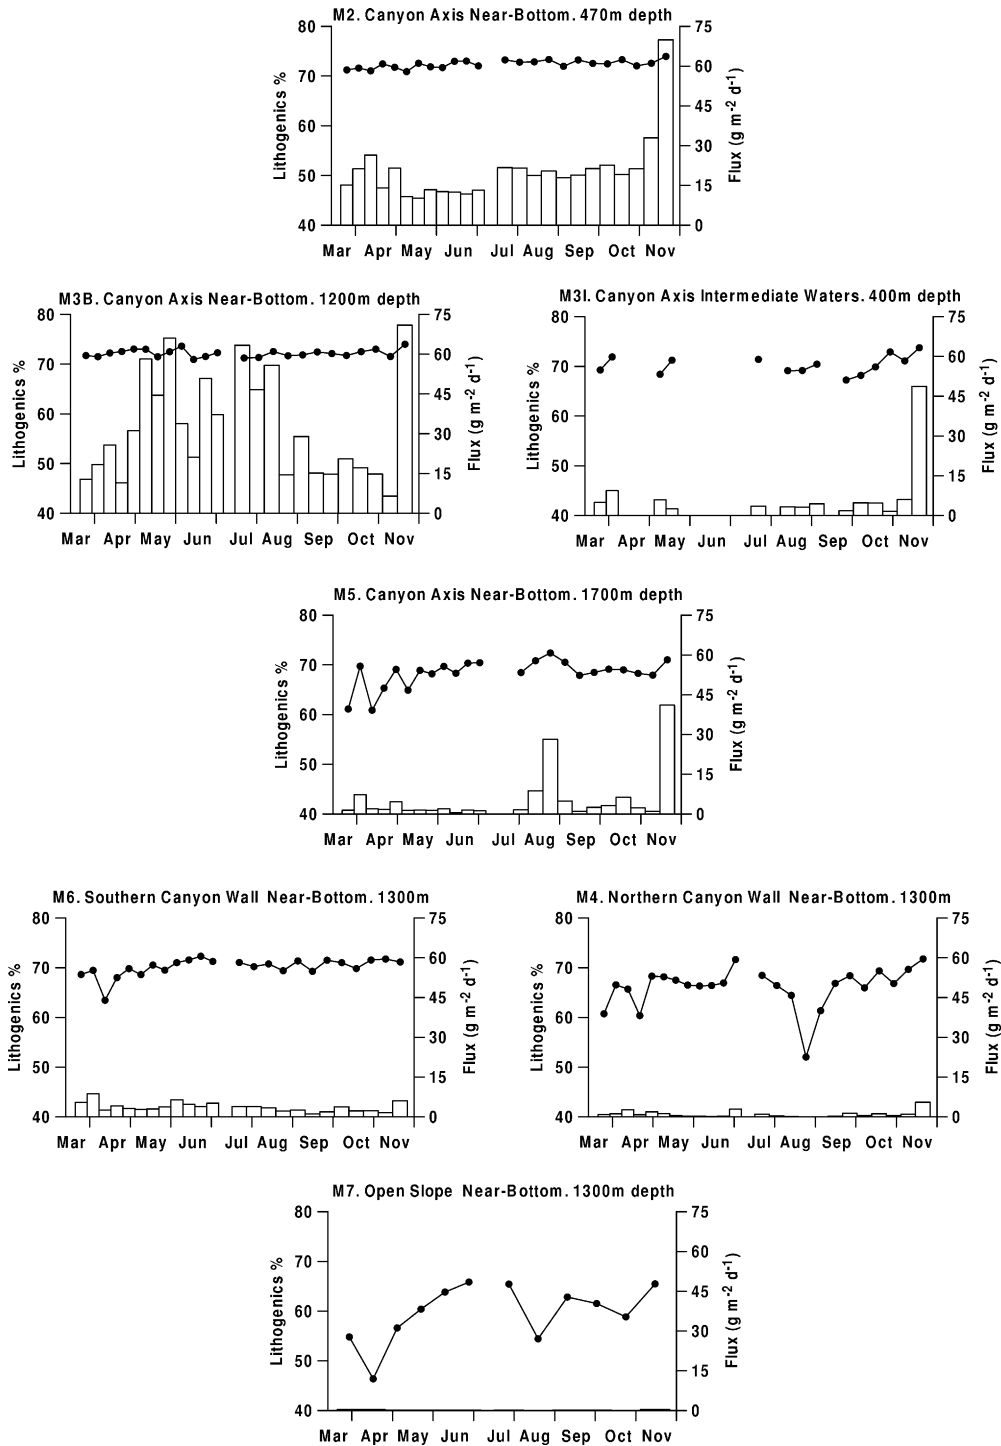 M2. Canyon Axis Near-Bottom. 470m depth
80
70
60
50
40
Lithogenics %
75
60
45
30
15
0
Flux (g m-2 d-1)
Mar Apr May Jun Jul Aug Sep Oct Nov
M3B. Canyon Axis Near-Bottom. 1200m depth
80
70
60
50
40
Lithogenics %
75
60
45
30
15
0
Flux (g m-2 d-1)
Mar Apr May Jun Jul Aug Sep Oct Nov
M3I. Canyon Axis Intermediate Waters. 400m depth
80
70
60
50
40
Lithogenics %
75
60
45
30
15
0
Flux (g m-2 d-1)
Mar Apr May Jun Jul Aug Sep Oct Nov
M5. Canyon Axis Near-Bottom. 1700m depth
80
70
60
50
40
Lithogenics %
75
60
45
30
15
0
Flux (g m-2 d-1)
Mar Apr May Jun Jul Aug Sep Oct Nov
M6. Southern Canyon Wall Near-Bottom. 1300m
80
70
60
50
40
Lithogenics %
75
60
45
30
15
0
Flux (g m-2 d-1)
Mar Apr May Jun Jul Aug Sep Oct Nov
M4. Northern Canyon Wall Near-Bottom. 1300m
80
70
60
50
40
Lithogenics %
75
60
45
30
15
0
Flux (g m-2 d-1)
Mar Apr May Jun Jul Aug Sep Oct Nov
M7. Open Slope Near-Bottom. 1300m depth
80
70
60
50
40
Lithogenics %
75
60
45
30
15
0
Flux (g m-2 d-1)
Mar Apr May Jun Jul Aug Sep Oct Nov